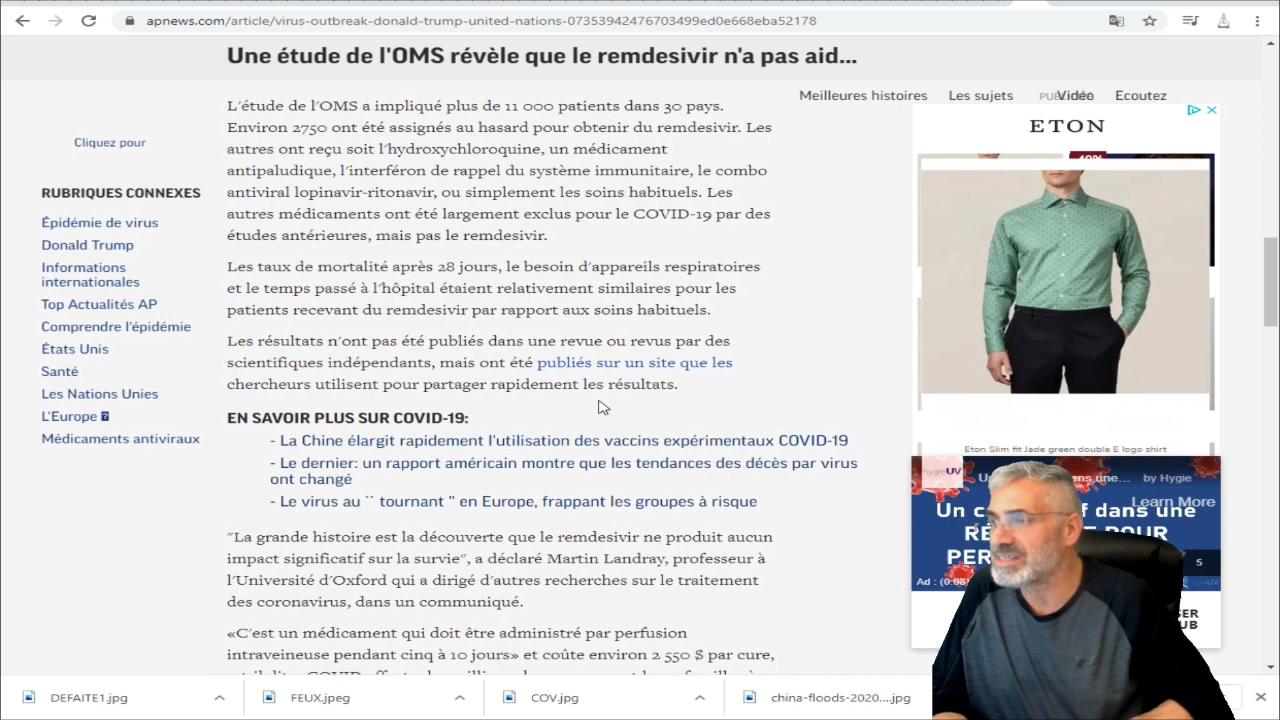 apnews.com/article/virus-outbreak-donald-trump-united-nations-07353942476703499ed0e668eba52178
Une étude de l'OMS révèle que le remdesivir n'a pas aid...
Meilleures histoires Les sujets Vidéo Ecoutez
Cliquez pour
RUBRIQUES CONNEXES
Épidémie de virus
Donald Trump
Informations
internationales
Top Actualités AP
Comprendre l'épidémie
États Unis
Santé
Les Nations Unies
L'Europe
Médicaments antiviraux
L'étude de l'OMS a impliqué plus de 11 000 patients dans 30 pays.
Environ 2750 ont été assignés au hasard pour obtenir du remdesivir. Les
autres ont reçu soit l'hydroxychloroquine, un médicament
antipaludique, l'interféron de rappel du système immunitaire, le combo
antiviral lopinavir-ritonavir, ou simplement les soins habituels. Les
autres médicaments ont été largement exclus pour le COVID-19 par des
études antérieures, mais pas le remdesivir.
Les taux de mortalité après 28 jours, le besoin d'appareils respiratoires
et le temps passé à l'hôpital étaient relativement similaires pour les
patients recevant du remdesivir par rapport aux soins habituels.
Les résultats n'ont pas été publiés dans une revue ou revus par des
scientifiques indépendants, mais ont été publiés sur un site que les
chercheurs utilisent pour partager rapidement les résultats.
EN SAVOIR PLUS SUR COVID-19:
- La Chine élargit rapidement l'utilisation des vaccins expérimentaux COVID-19
- Le dernier: un rapport américain montre que les tendances des décès par virus
ont changé
- Le virus au `` tournant '' en Europe, frappant les groupes à risque
"La grande histoire est la découverte que le remdesivir ne produit aucun
impact significatif sur la survie", a déclaré Martin Landray, professeur à
l'Université d'Oxford qui a dirigé d'autres recherches sur le traitement
des coronavirus, dans un communiqué.
«C'est un médicament qui doit être administré par perfusion
intraveineuse pendant cinq à 10 jours» et coûte environ 2 550 $ par cure,
ETON
Eton Slim fit Jade green double E logo shirt
hygieUV
by Hygie
Learn More
Un
dans une
Ad : (0:08)
5
DEFAITE1.jpg
FEUX.jpeg
COV.jpg
china-floods-2020....jpg